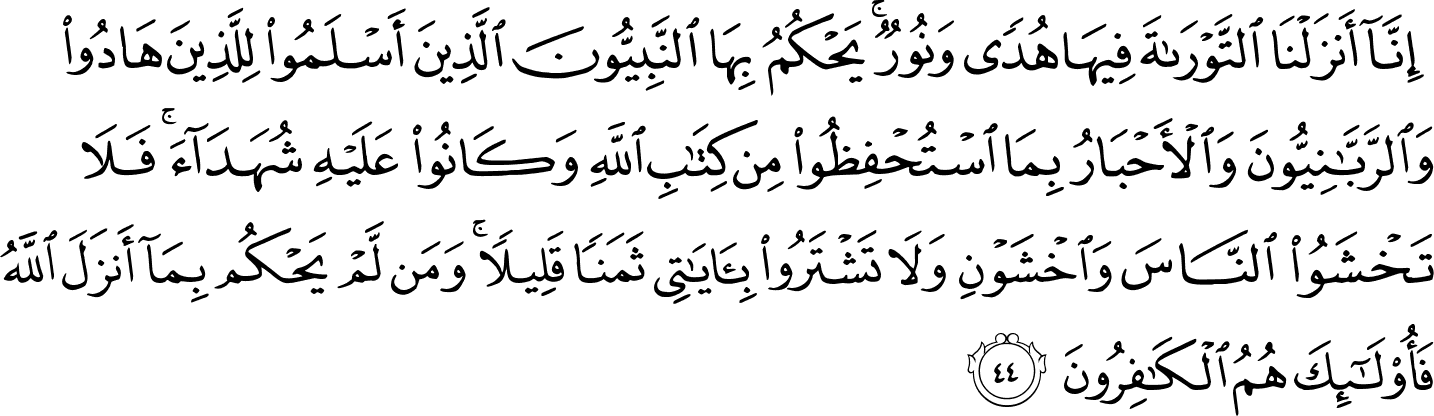 إِنَّآ أَنزَلْنَا ٱلتَّوْرَىٰةَ فِيهَا هُدًى وَنُورٌ ۚ يَحْكُمُ بِهَا ٱلنَّبِيُّونَ ٱلَّذِينَ أَسْلَمُوا۟ لِلَّذِينَ هَادُوا۟
وَٱلرَّبَّـٰنِيُّونَ وَٱلْأَحْبَارُ بِمَا ٱسْتُحْفِظُوا۟ مِن كِتَـٰبِ ٱللَّهِ وَكَانُوا۟ عَلَيْهِ شُهَدَآءَ ۚ فَلَا
تَخْشَوُا۟ ٱلنَّاسَ وَٱخْشَوْنِ وَلَا تَشْتَرُوا۟ بِـَٔايَـٰتِى ثَمَنًا قَلِيلًا ۚ وَمَن لَّمْ يَحْكُم بِمَآ أَنزَلَ ٱللَّهُ
فَأُو۟لَـٰٓئِكَ هُمُ ٱلْكَـٰفِرُونَ ٤٤